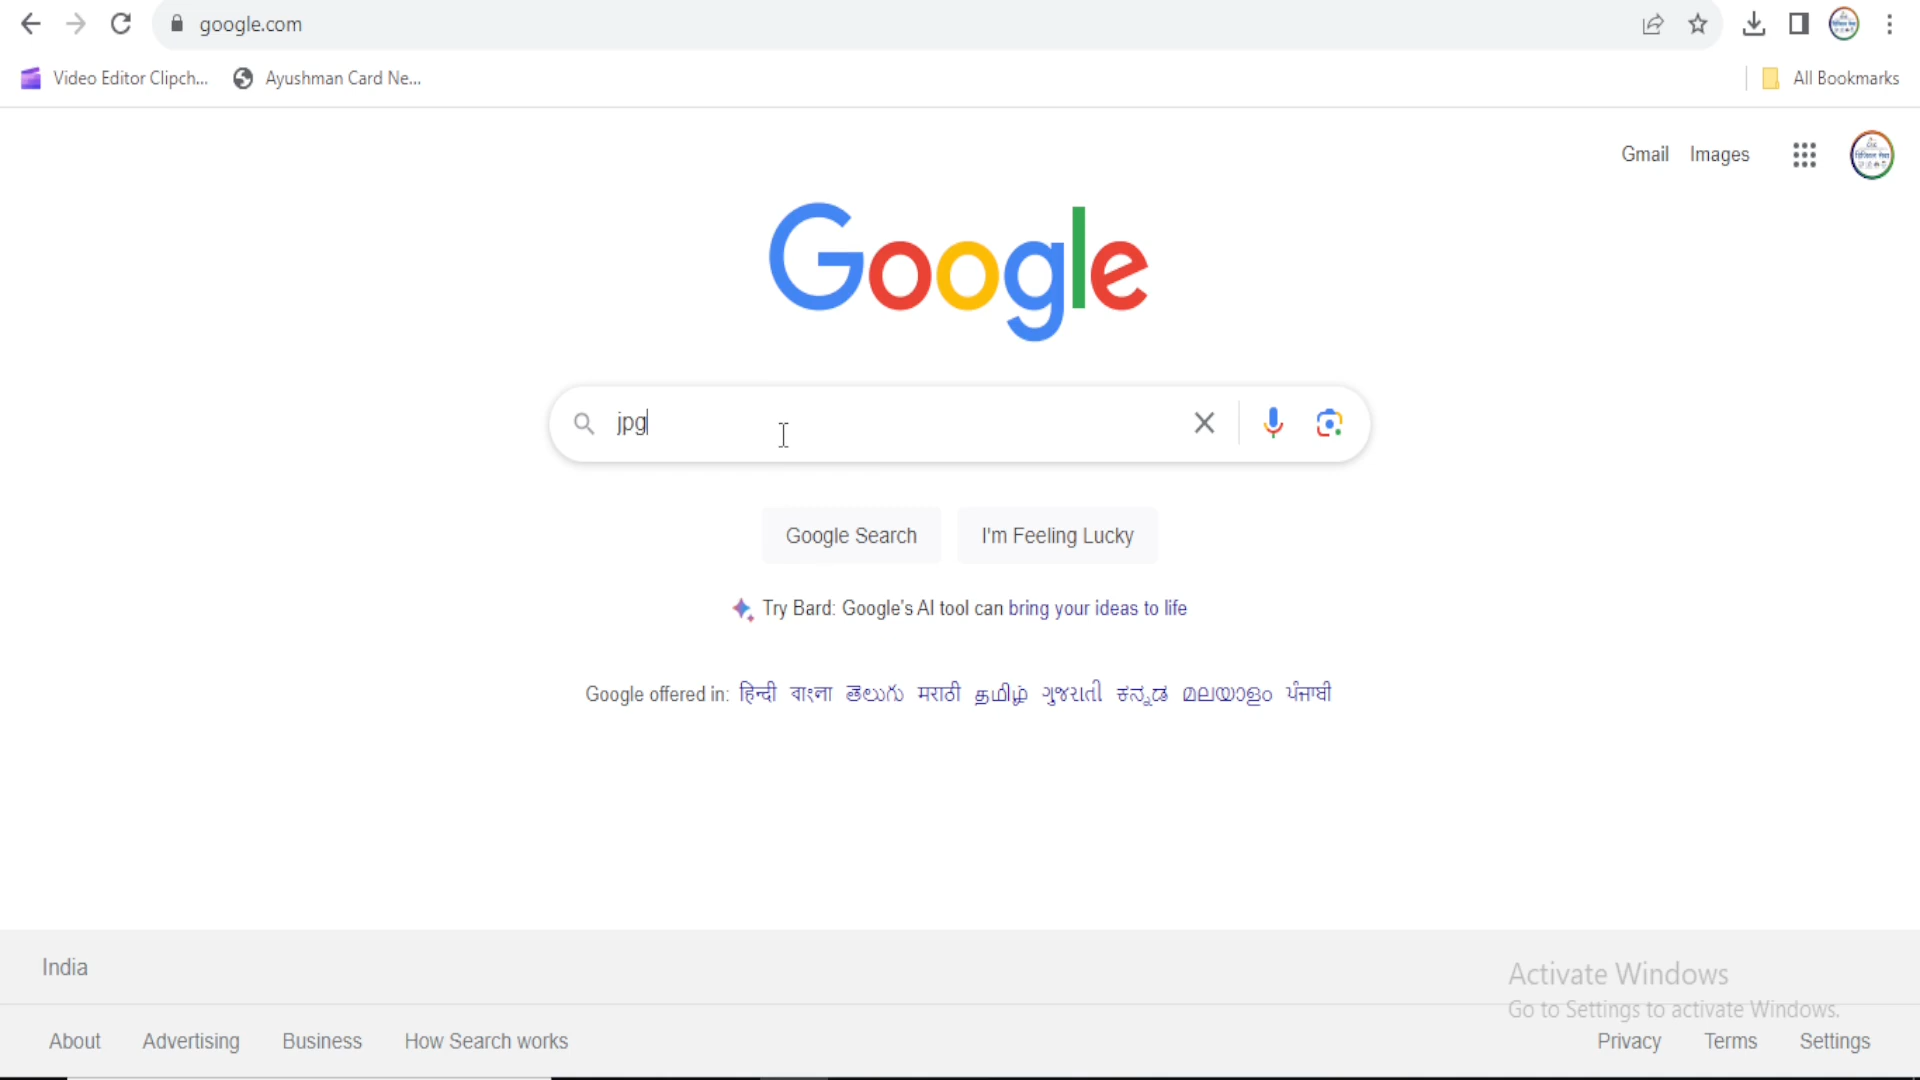 google.com
Video Editor Clipch... Ayushman Card Ne... All Bookmarks
Gmail Images
Google
jpg
Google Search I'm Feeling Lucky
Try Bard: Google's AI tool can bring your ideas to life
Google offered in: हिन्दी বাংলা తెలుగు मराठी தமிழ் ગુજરાતી ಕನ್ನಡ മലയാളം ਪੰਜਾਬੀ
India
Activate Windows
Go to Settings to activate Windows.
About Advertising Business How Search works Privacy Terms Settings